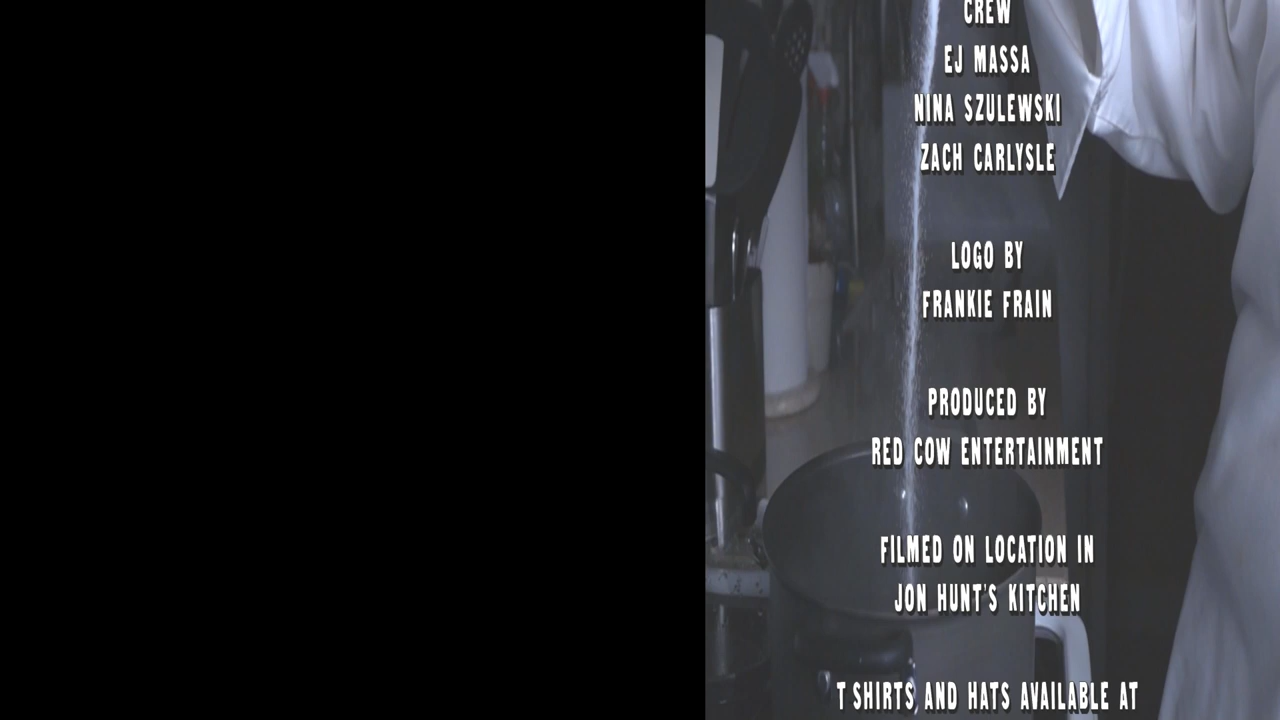 CREW
EJ MASSA
NINA SZULEWSKI
ZACH CARLYSLE
LOGO BY
FRANKIE FRAIN
PRODUCED BY
RED COW ENTERTAINMENT
FILMED ON LOCATION IN
JON HUNT'S KITCHEN
T SHIRTS AND HATS AVAILABLE AT